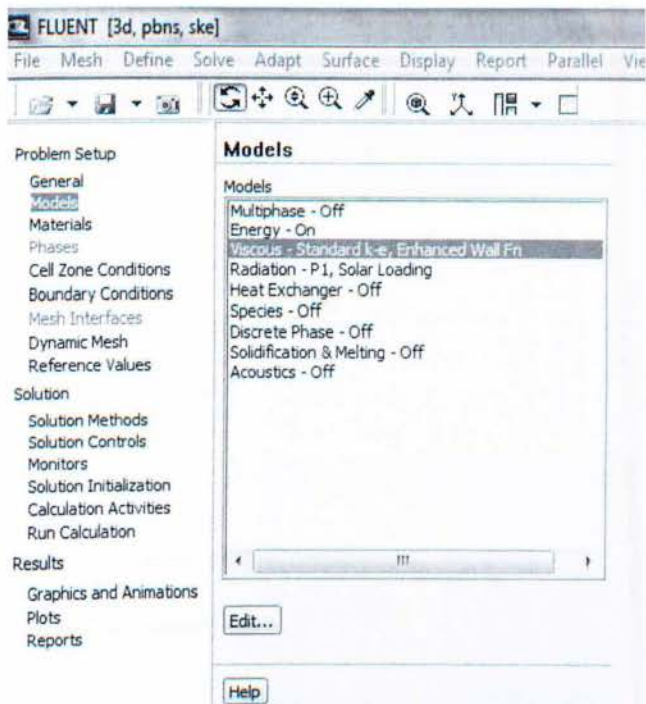 FLUENT [3d, pbns, ske]
File Mesh Define Solve Adapt Surface Display Report Parallel Vie
Problem Setup
General
Models
Materials
Phases
Cell Zone Conditions
Boundary Conditions
Mesh Interfaces
Dynamic Mesh
Reference Values
Solution
Solution Methods
Solution Controls
Monitors
Solution Initialization
Calculation Activities
Run Calculation
Results
Graphics and Animations
Plots
Reports
Models
Models
Multiphase - Off
Energy - On
Viscous - Standard k-e, Enhanced Wall Fn
Radiation - P1, Solar Loading
Heat Exchanger - Off
Species - Off
Discrete Phase - Off
Solidification & Melting - Off
Acoustics - Off
Edit...
Help